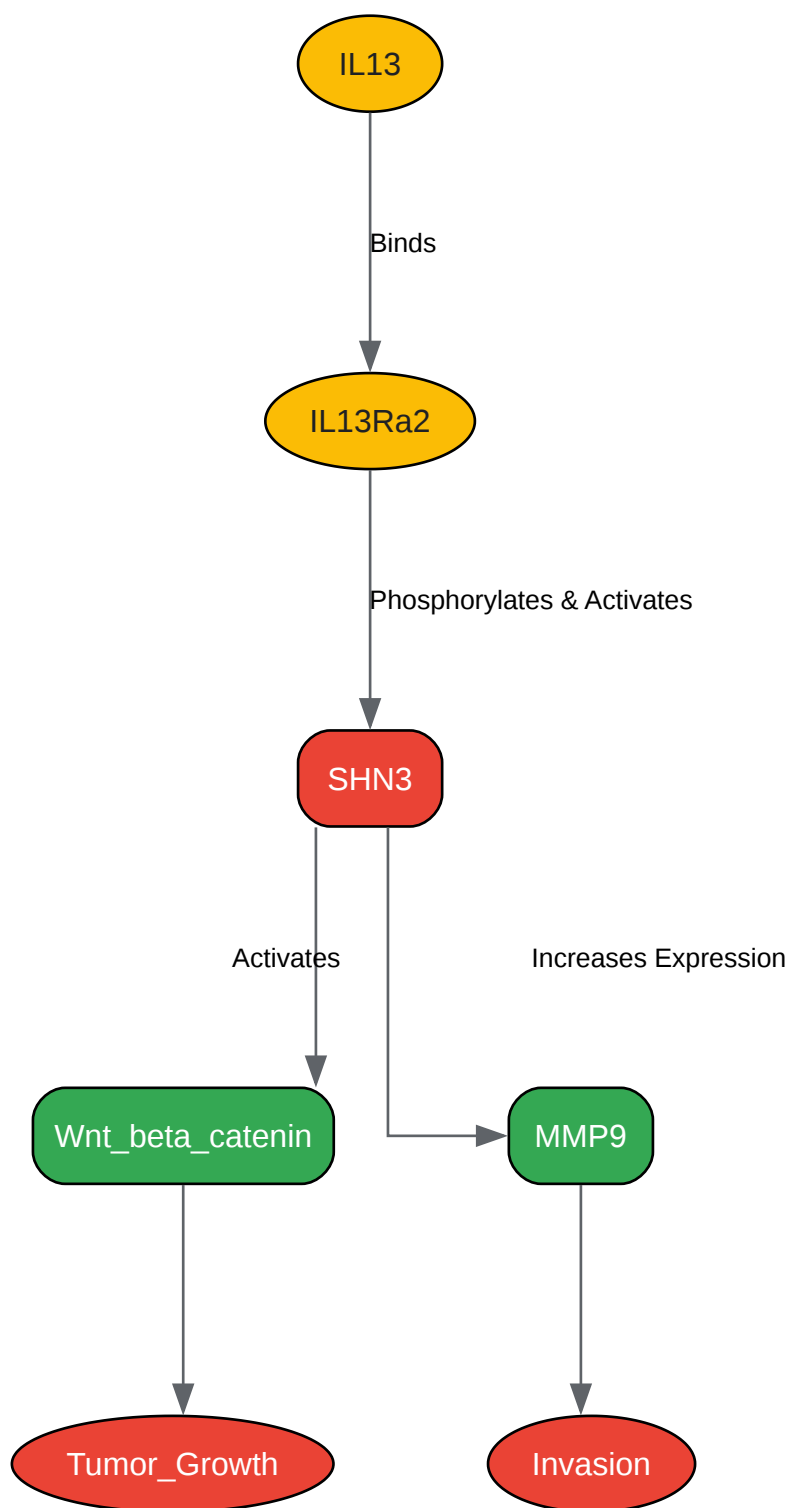 IL13
Binds
IL13Ra2
Phosphorylates & Activates
SHN3
Activates
Increases Expression
Wnt_beta_catenin
MMP9
Tumor_Growth
Invasion